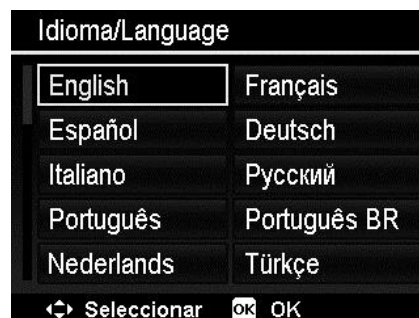 Idioma/Language
English Français
Español Deutsch
Italiano Русский
Português Português BR
Nederlands Türkçe
Seleccionar OK OK